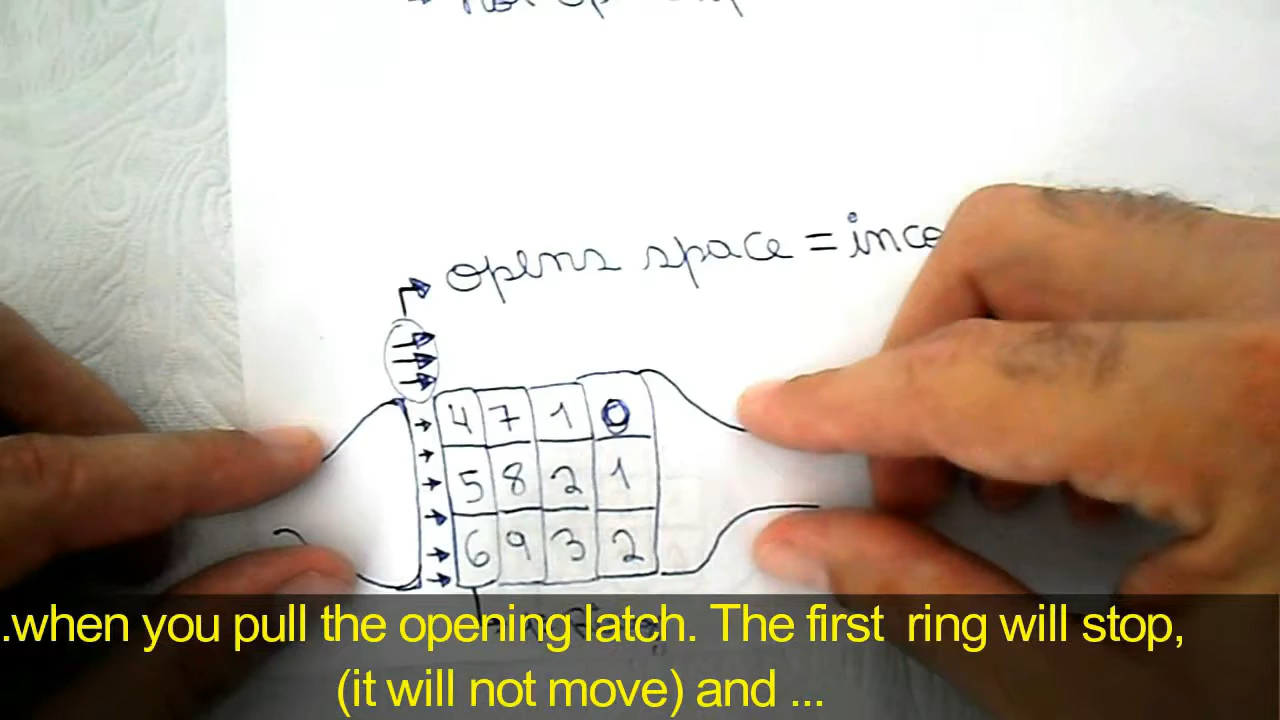 opens space = inco
4 7 1 0
5 8 2 1
6 9 3 2
.when you pull the opening latch. The first ring will stop,
(it will not move) and ...